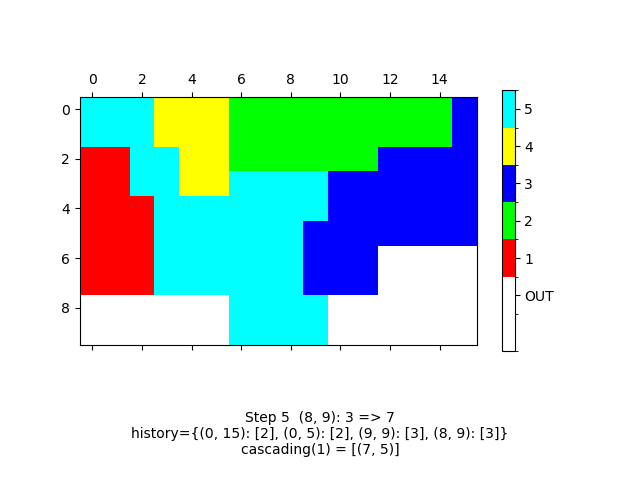 0 2 4 6 8 10 12 14
0
2
4
6
8
5
4
3
2
1
OUT
Step 5  (8, 9): 3 => 7
history={(0, 15): [2], (0, 5): [2], (9, 9): [3], (8, 9): [3]}
cascading(1) = [(7, 5)]